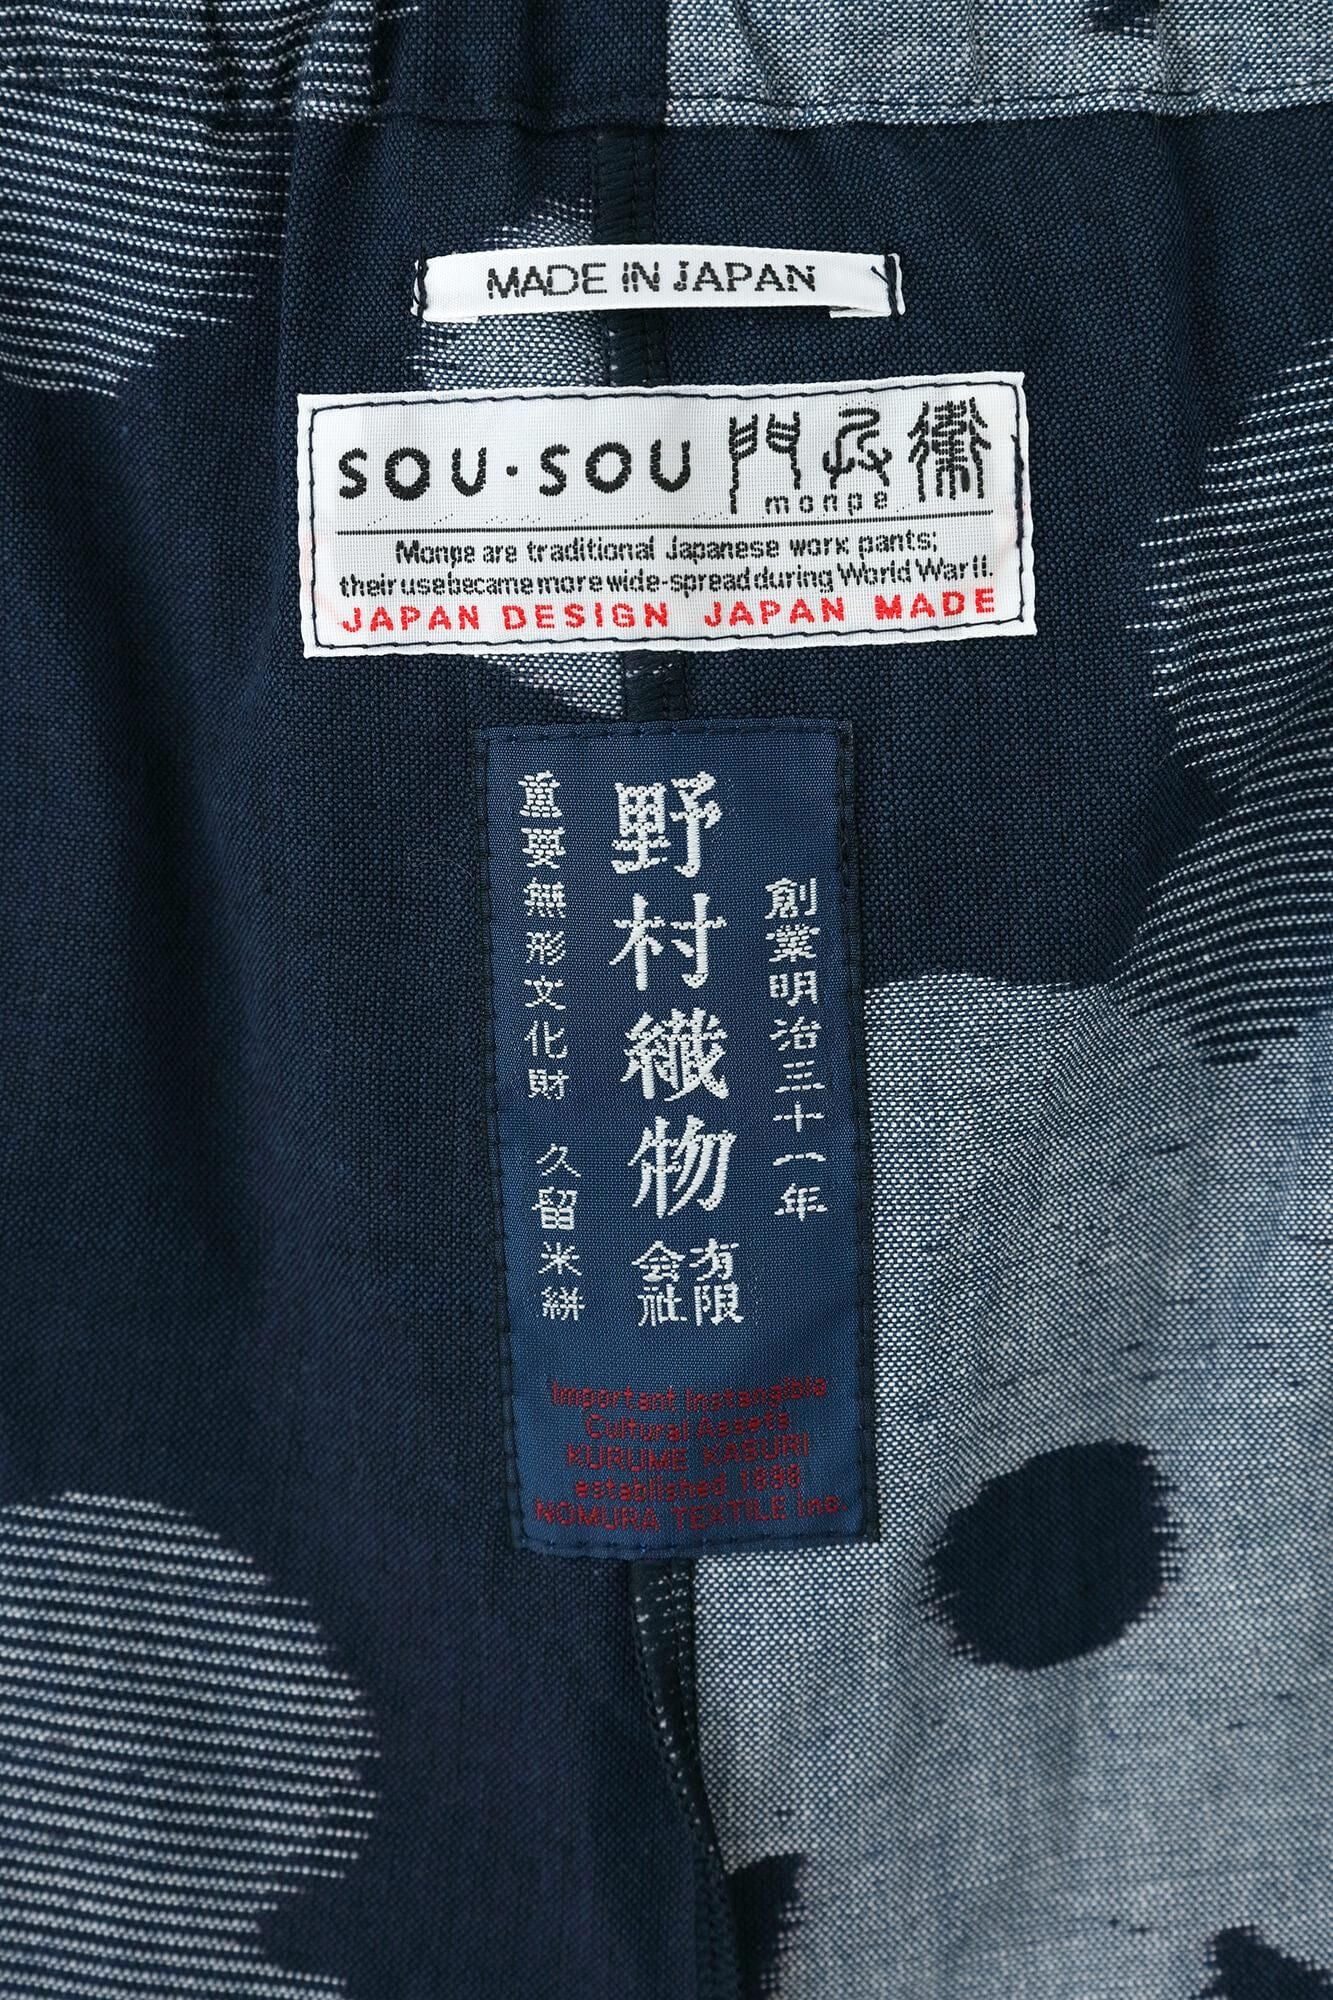 MADE IN JAPAN
SOU・SOU 門兵衛
monpe
Monpe are traditional Japanese work pants;
their use became more wide-spread during World War II.
JAPAN DESIGN JAPAN MADE
創業明治三十一年
野村織物有限会社
重要無形文化財 久留米絣
Important Instangible
Cultural Assets
KURUME KASURI
established 1898
NOMURA TEXTILE Inc.